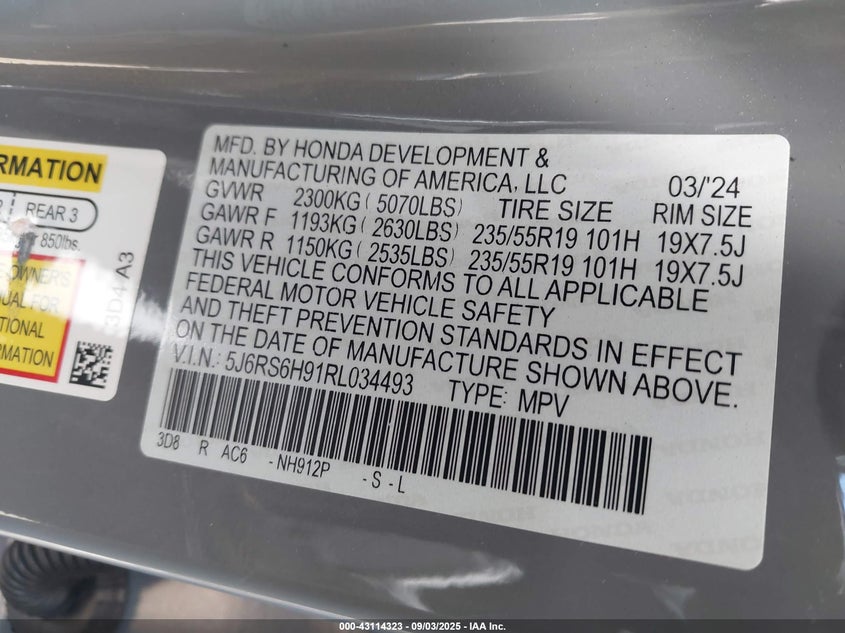 RMATION
REAR 3
850lbs.
OWNER'S
UAL FOR
TIONAL
RMATION
3D4 A3
MFD. BY HONDA DEVELOPMENT &
MANUFACTURING OF AMERICA, LLC 03/'24
GVWR 2300KG ( 5070LBS) TIRE SIZE RIM SIZE
GAWR F 1193KG ( 2630LBS) 235/55R19 101H 19X7.5J
GAWR R 1150KG ( 2535LBS) 235/55R19 101H 19X7.5J
THIS VEHICLE CONFORMS TO ALL APPLICABLE
FEDERAL MOTOR VEHICLE SAFETY
AND THEFT PREVENTION STANDARDS IN EFFECT
ON THE DATE OF MANUFACTURE SHOWN ABOVE.
V.I.N.: 5J6RS6H91RL034493 TYPE: MPV
3D8 R AC6 -NH912P -S-L
000-43114323 - 09/03/2025 - IAA Inc.